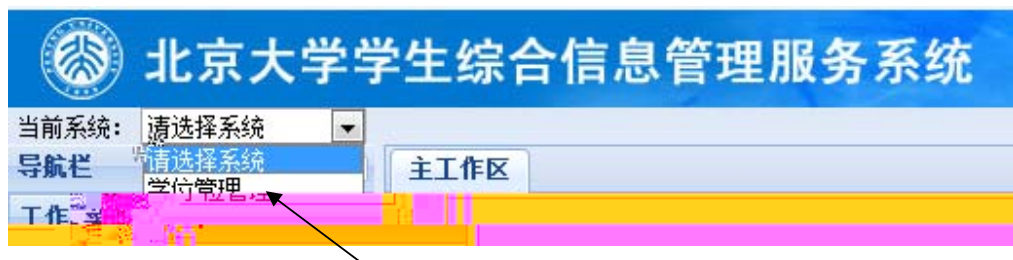 北京大学学生综合信息管理服务系统
当前系统： 请选择系统
导航栏 请选择系统 主工作区
学位管理
工作